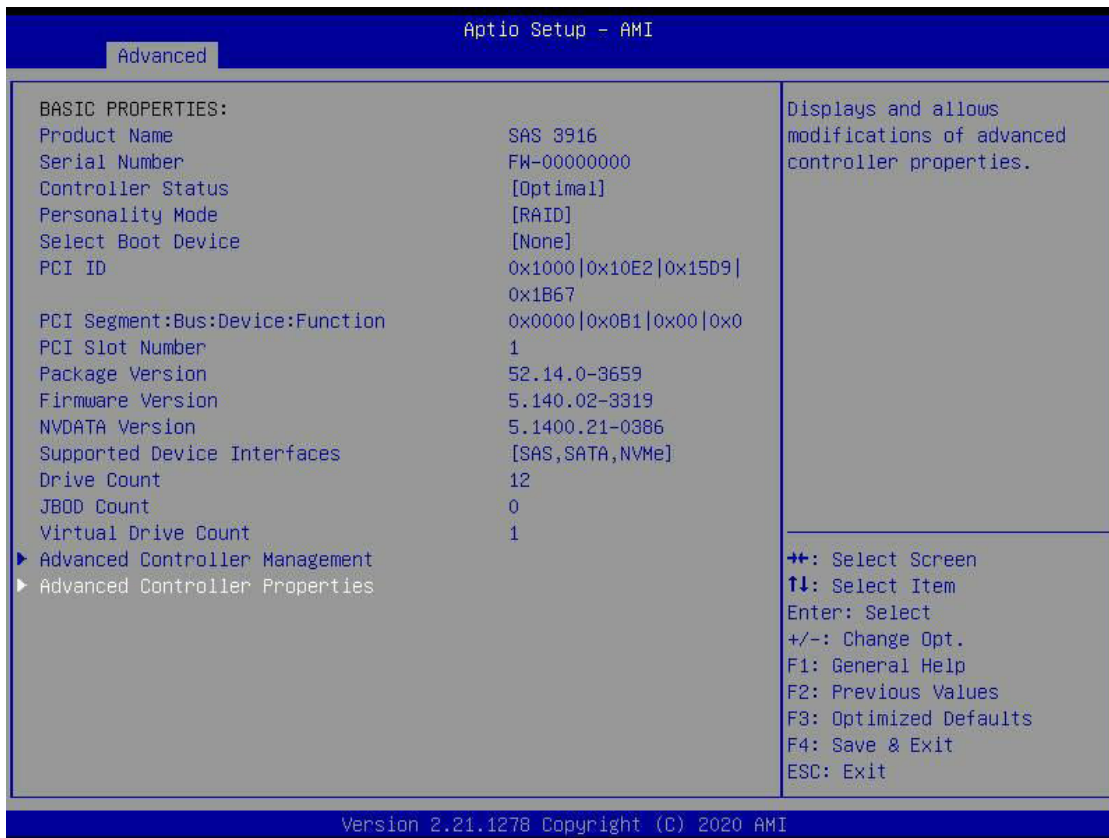 Aptio Setup - AMI
Advanced
BASIC PROPERTIES:
Product Name SAS 3916
Serial Number FW-00000000
Controller Status [Optimal]
Personality Mode [RAID]
Select Boot Device [None]
PCI ID 0x1000|0x10E2|0x15D9|
0x1B67
PCI Segment:Bus:Device:Function 0x0000|0x0B1|0x00|0x0
PCI Slot Number 1
Package Version 52.14.0-3659
Firmware Version 5.140.02-3319
NVDATA Version 5.1400.21-0386
Supported Device Interfaces [SAS,SATA,NVMe]
Drive Count 12
JBOD Count 0
Virtual Drive Count 1
▶ Advanced Controller Management
▶ Advanced Controller Properties
Displays and allows
modifications of advanced
controller properties.
→←: Select Screen
↑↓: Select Item
Enter: Select
+/-: Change Opt.
F1: General Help
F2: Previous Values
F3: Optimized Defaults
F4: Save & Exit
ESC: Exit
Version 2.21.1278 Copyright (C) 2020 AMI